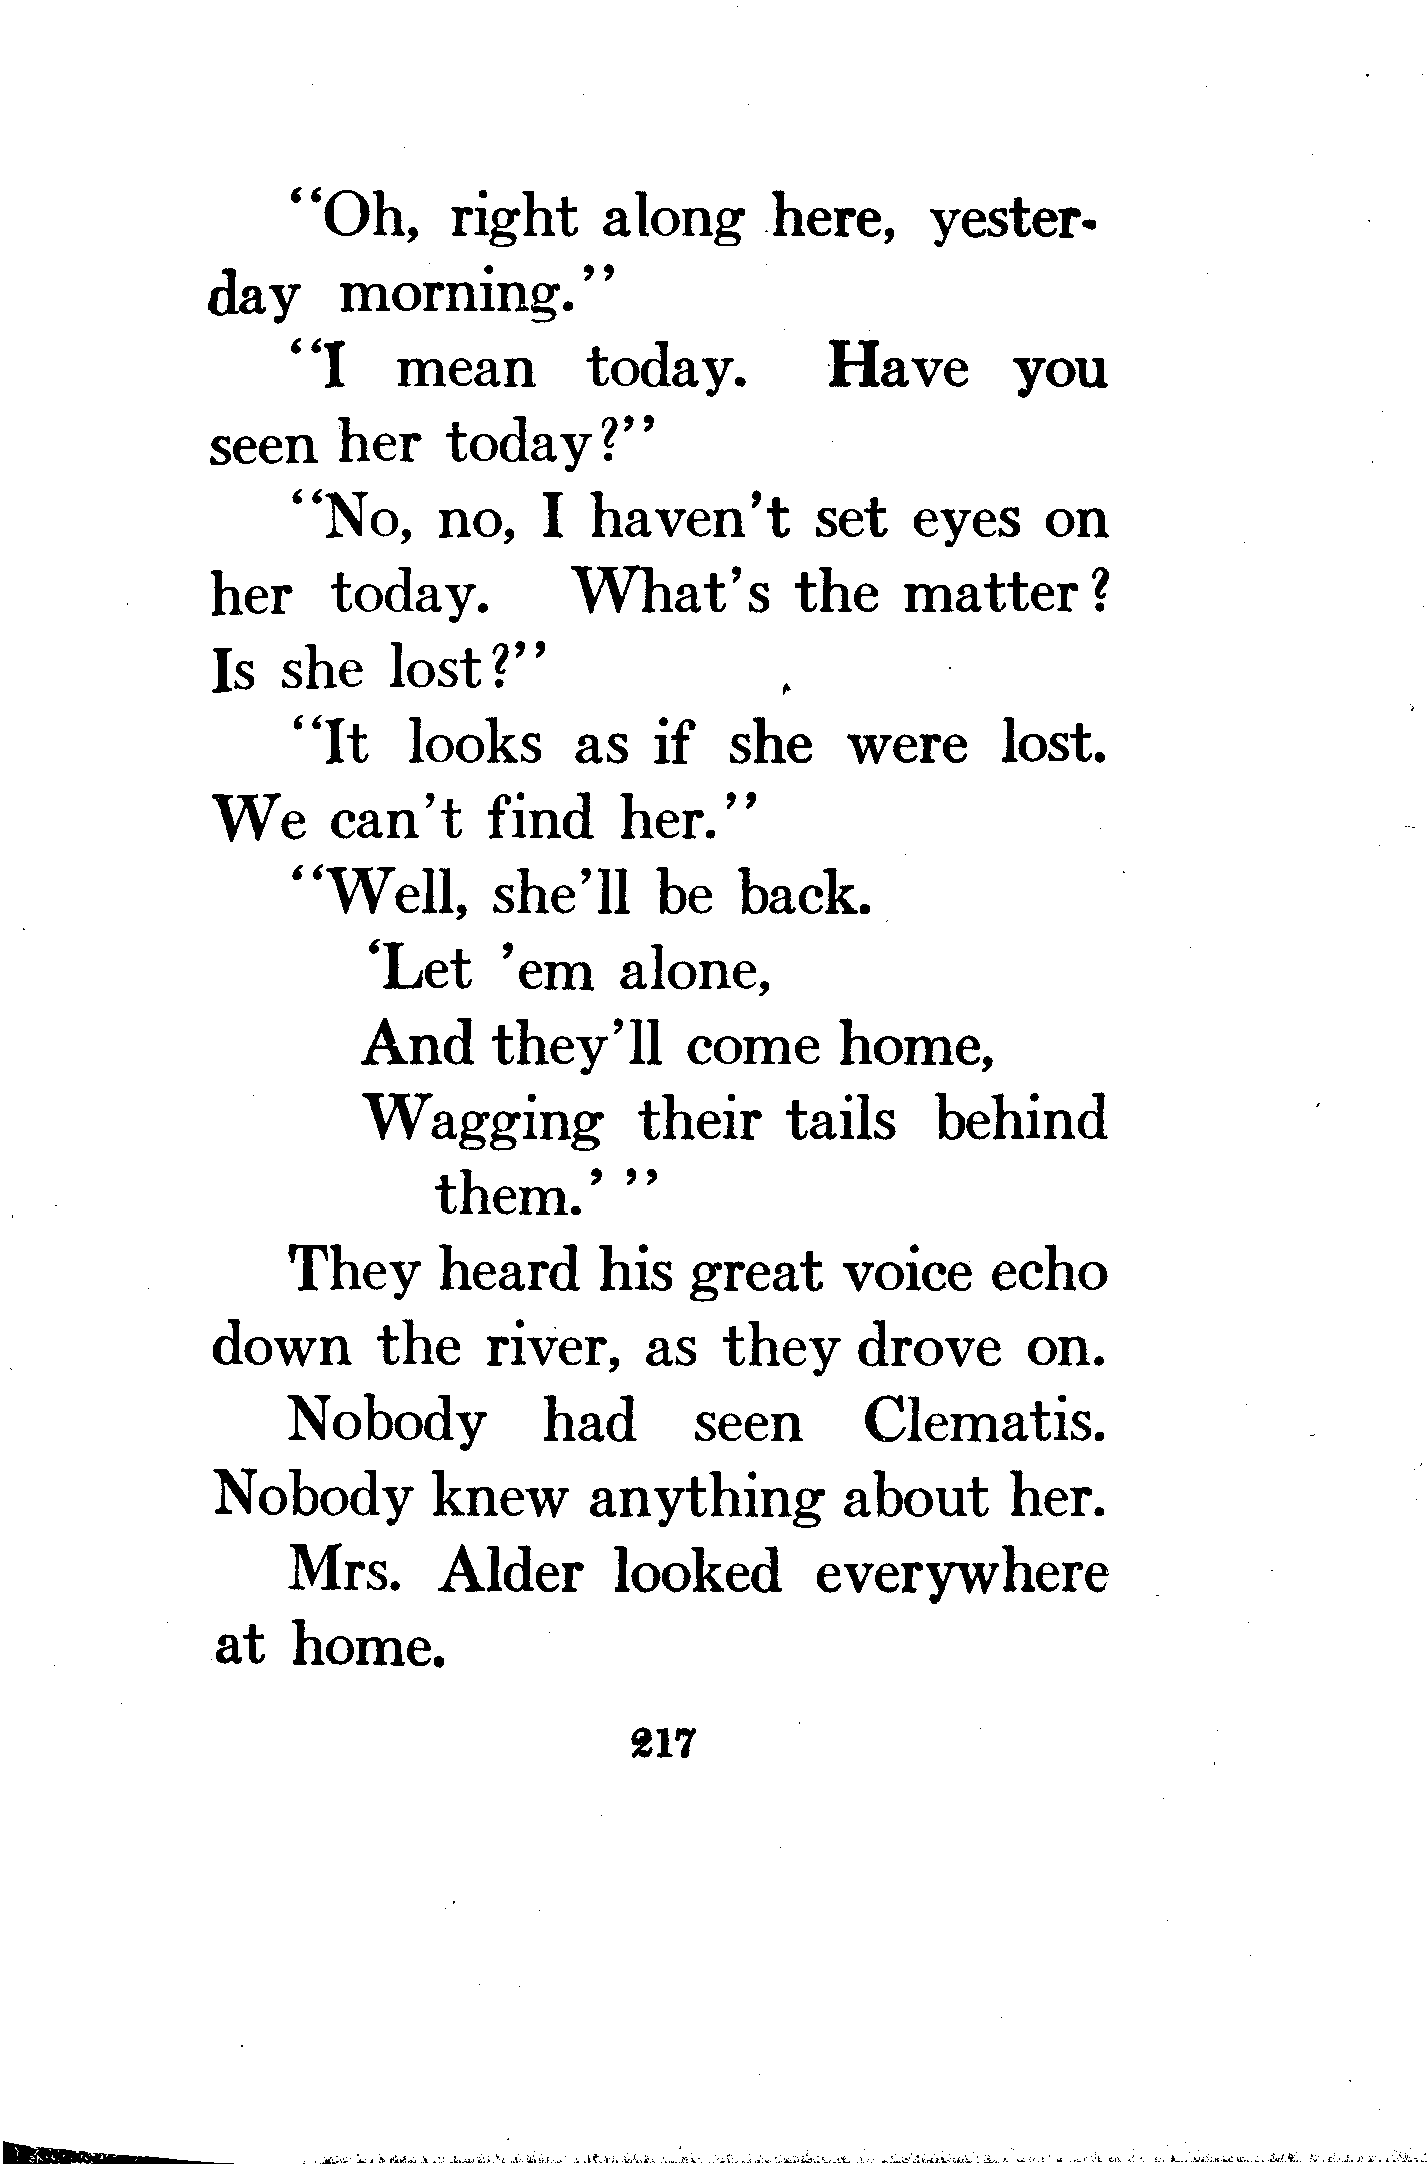 “Oh, right along here, yester-
day morning.”
“I mean today. Have you
seen her today?”
“No, no, I haven’t set eyes on
her today. What’s the matter?
Is she lost?”
“It looks as if she were lost.
We can’t find her.”
“Well, she’ll be back.
‘Let ’em alone,
And they’ll come home,
Wagging their tails behind
them.’ ”
They heard his great voice echo
down the river, as they drove on.
Nobody had seen Clematis.
Nobody knew anything about her.
Mrs. Alder looked everywhere
at home.
217